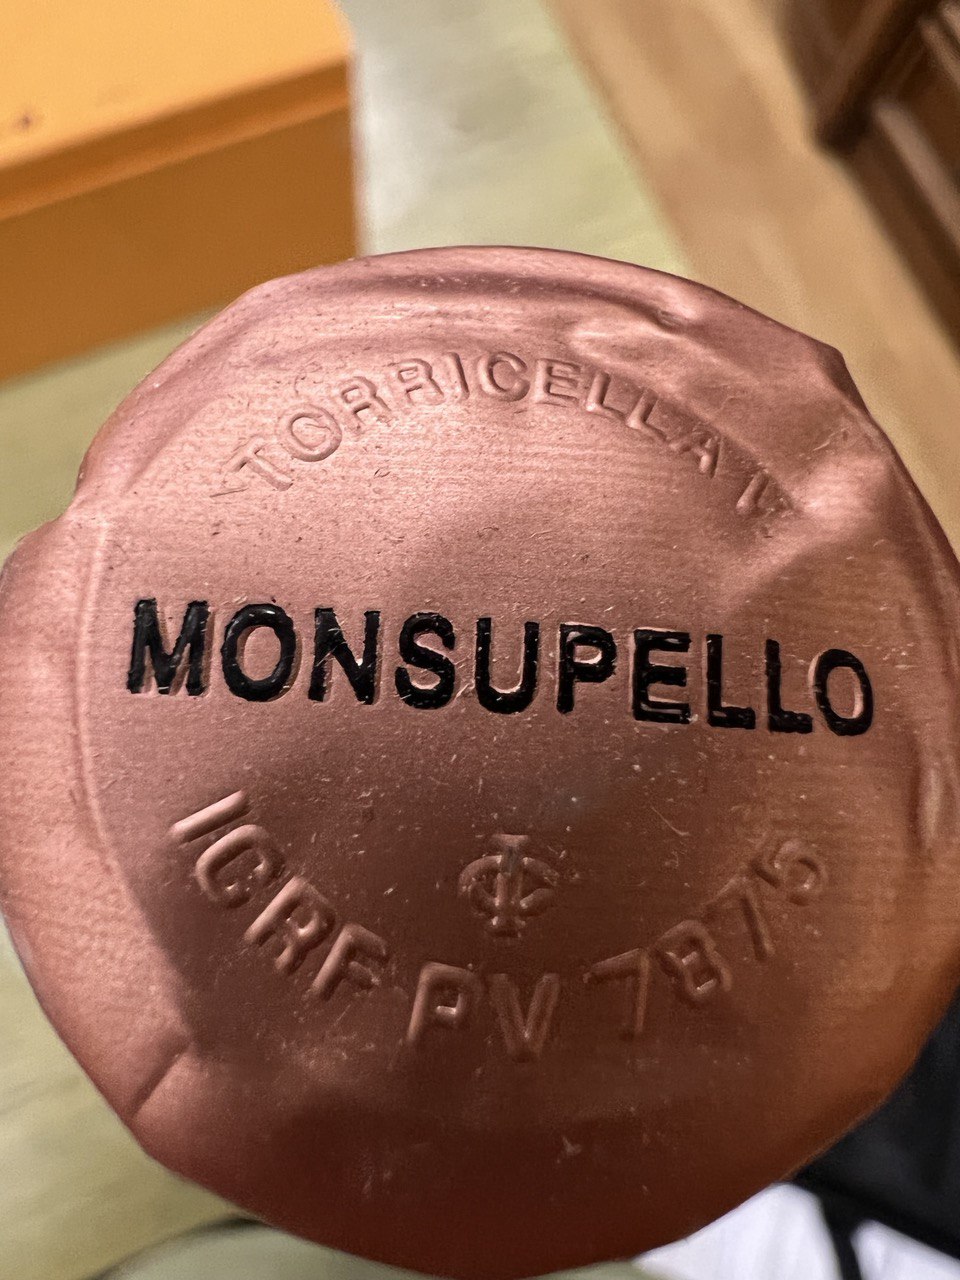 TORRICELLA V.
MONSUPELLO
ICRF PV 7875